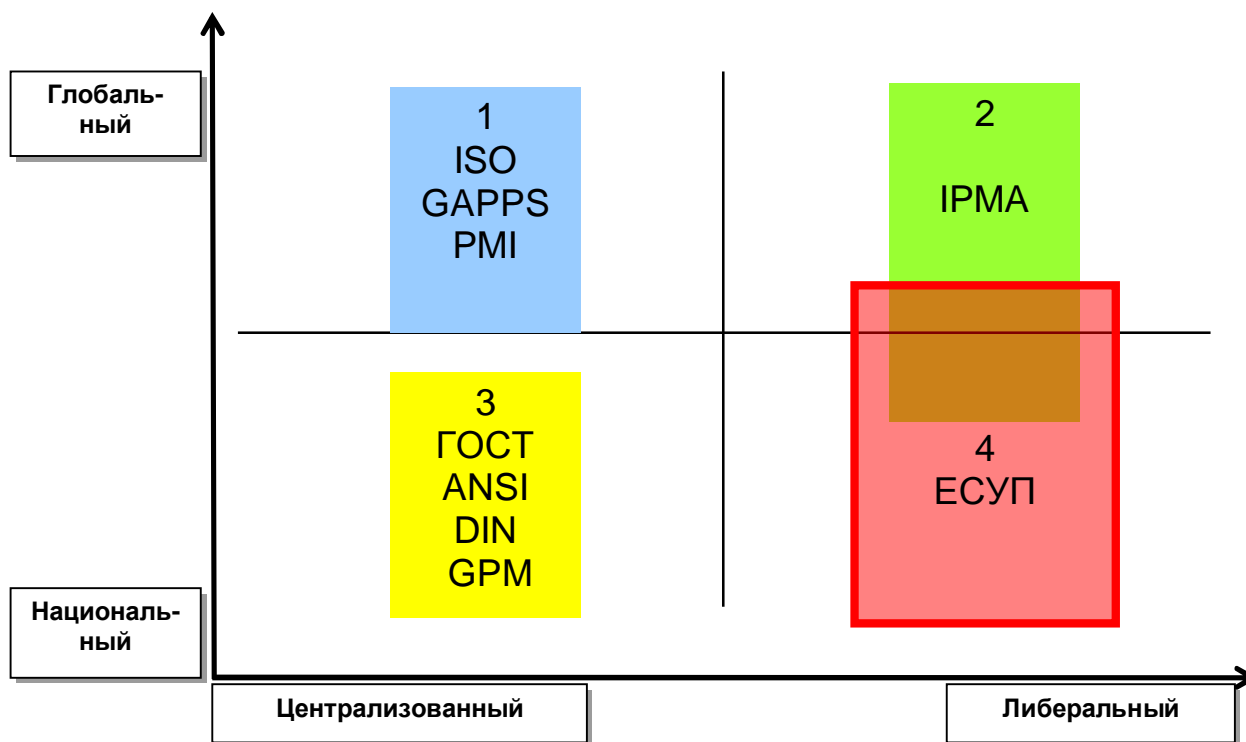 Глобаль-
ный
1
ISO
GAPPS
PMI
2
IPMA
3
ГОСТ
ANSI
DIN
GPM
4
ЕСУП
Националь-
ный
Централизованный
Либеральный